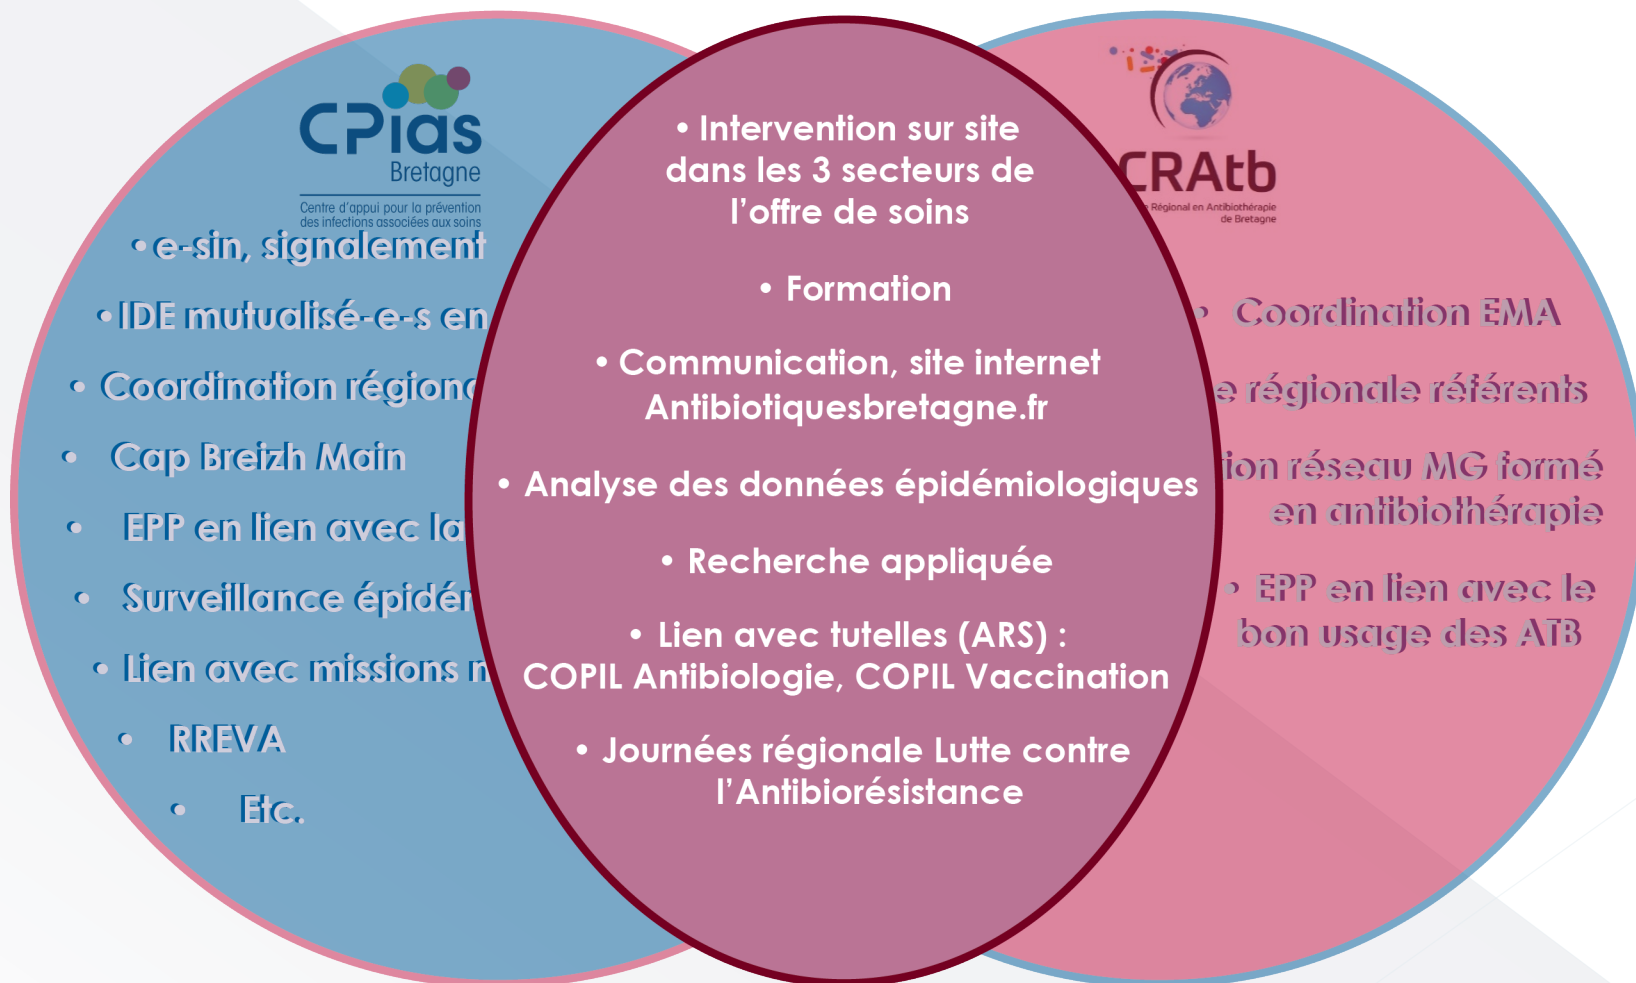 CPias
Bretagne
Centre d'appui pour la prévention
des infections associées aux soins
• e-sin, signalement
• IDE mutualisé-e-s en
• Coordination
• Cap Breizh Main
• EPP en lien avec la
• Surveillance
• Lien avec missions
• RREVA
• Etc.
• Intervention sur site
dans les 3 secteurs de
l’offre de soins
• Formation
• Communication, site internet
Antibiotiquesbretagne.fr
• Analyse des données épidémiologiques
• Recherche appliquée
• Lien avec tutelles (ARS) :
COPIL Antibiologie, COPIL Vaccination
• Journées régionale Lutte contre
l’Antibiorésistance
CRAtb
Régional en Antibiothérapie
de Bretagne
• Coordination EMA
régionale référents
réseau MG formé
en antibiothérapie
• EPP en lien avec le
bon usage des ATB